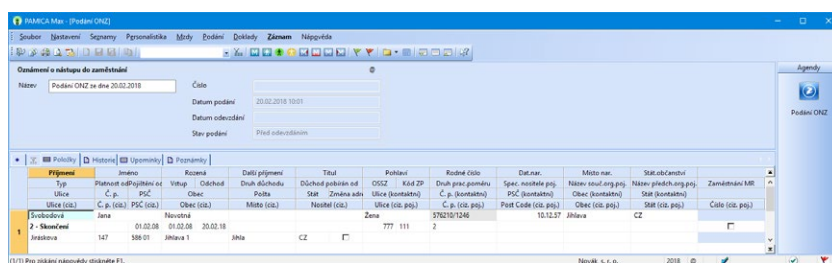 PAMICA Max - [Podání ONZ]
Soubor Nastavení Seznamy Personalistika Mzdy Podání Doklady Záznam Nápověda
Oznámení o nástupu do zaměstnání @
Název Podání ONZ ze dne 20.02.2018 Číslo
Datum podání 20.02.2018 10:01
Datum odevzdání
Stav podání Před odevzdáním
Agendy
Podání ONZ
Položky Historie Upomínky Poznámky
Příjmení Jméno Rozená Další příjmení Titul Pohlaví Rodné číslo Dat.nar. Místo nar. Stát.občanství
Typ Platnost od Pojištění od Vstup Odchod Druh důchodu Důchod pobírán od OSSZ Kód ZP Druh prac.poměru Spec. nositele poj. Název souč.org.poj. Název předch.org.poj. Zaměstnání MR
Ulice Č. p. PSČ Obec Pošta Stát Změna adre Ulice (kontaktní) Č. p. (kontaktní) PSČ (kontaktní) Obec (kontaktní) Stát (kontaktní)
Ulice (ciz.) Č. p. (ciz.) PSČ (ciz.) Obec (ciz.) Místo (ciz.) Nositel (ciz.) Ulice (ciz. poj.) Č. p. (ciz. poj.) Post Code (ciz. poj.) Obec (ciz. poj.) Stát (ciz. poj.) Číslo (ciz. poj.)
1 Svobodová Jana Novotná Žena 576210/1246 10.12.57 Jihlava CZ
2 - Skončení 01.02.08 01.02.08 20.02.18 777 111 2
Jiráskova 147 586 01 Jihlava 1 Jihla CZ
(1/1) Pro získání nápovědy stiskněte F1. Novák, s. r. o. 2018 @